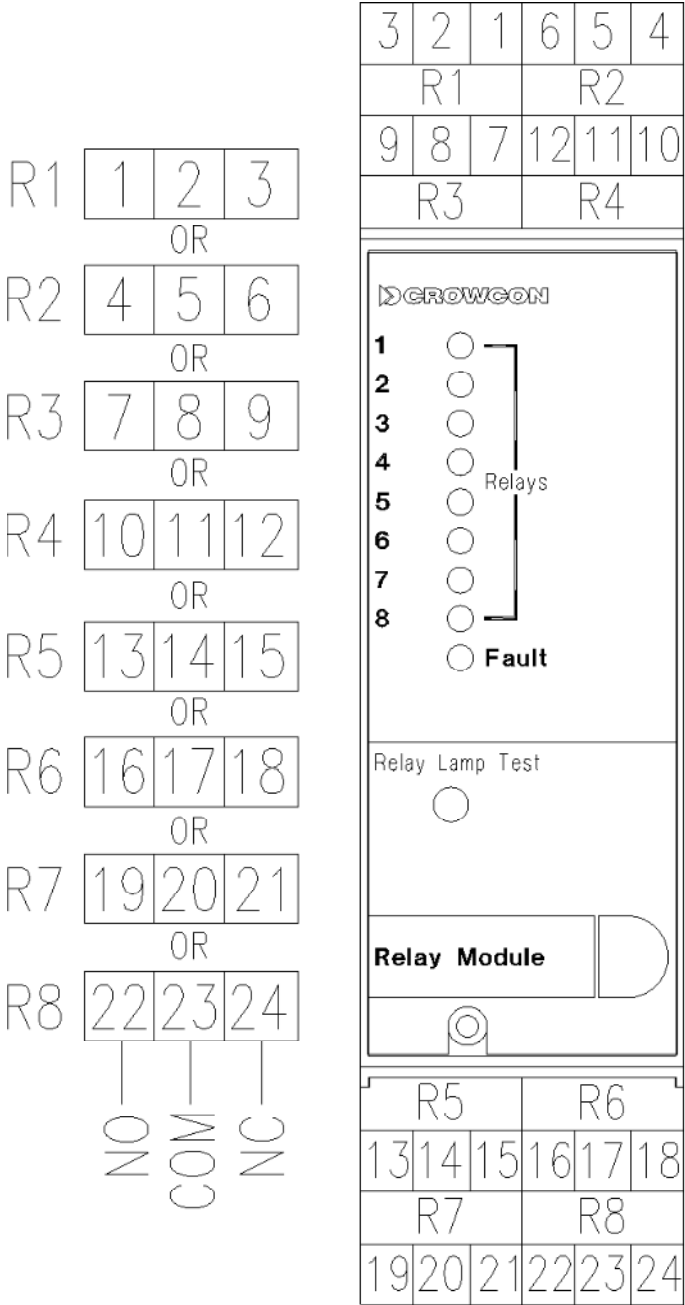 R1 1 2 3
OR
R2 4 5 6
OR
R3 7 8 9
OR
R4 10 11 12
OR
R5 13 14 15
OR
R6 16 17 18
OR
R7 19 20 21
OR
R8 22 23 24
NO COM NC
3 2 1 6 5 4
R1 R2
9 8 7 12 11 10
R3 R4
CROWCON
1
2
3
4
Relays
5
6
7
8
Fault
Relay Lamp Test
Relay Module
R5 R6
13 14 15 16 17 18
R7 R8
19 20 21 22 23 24